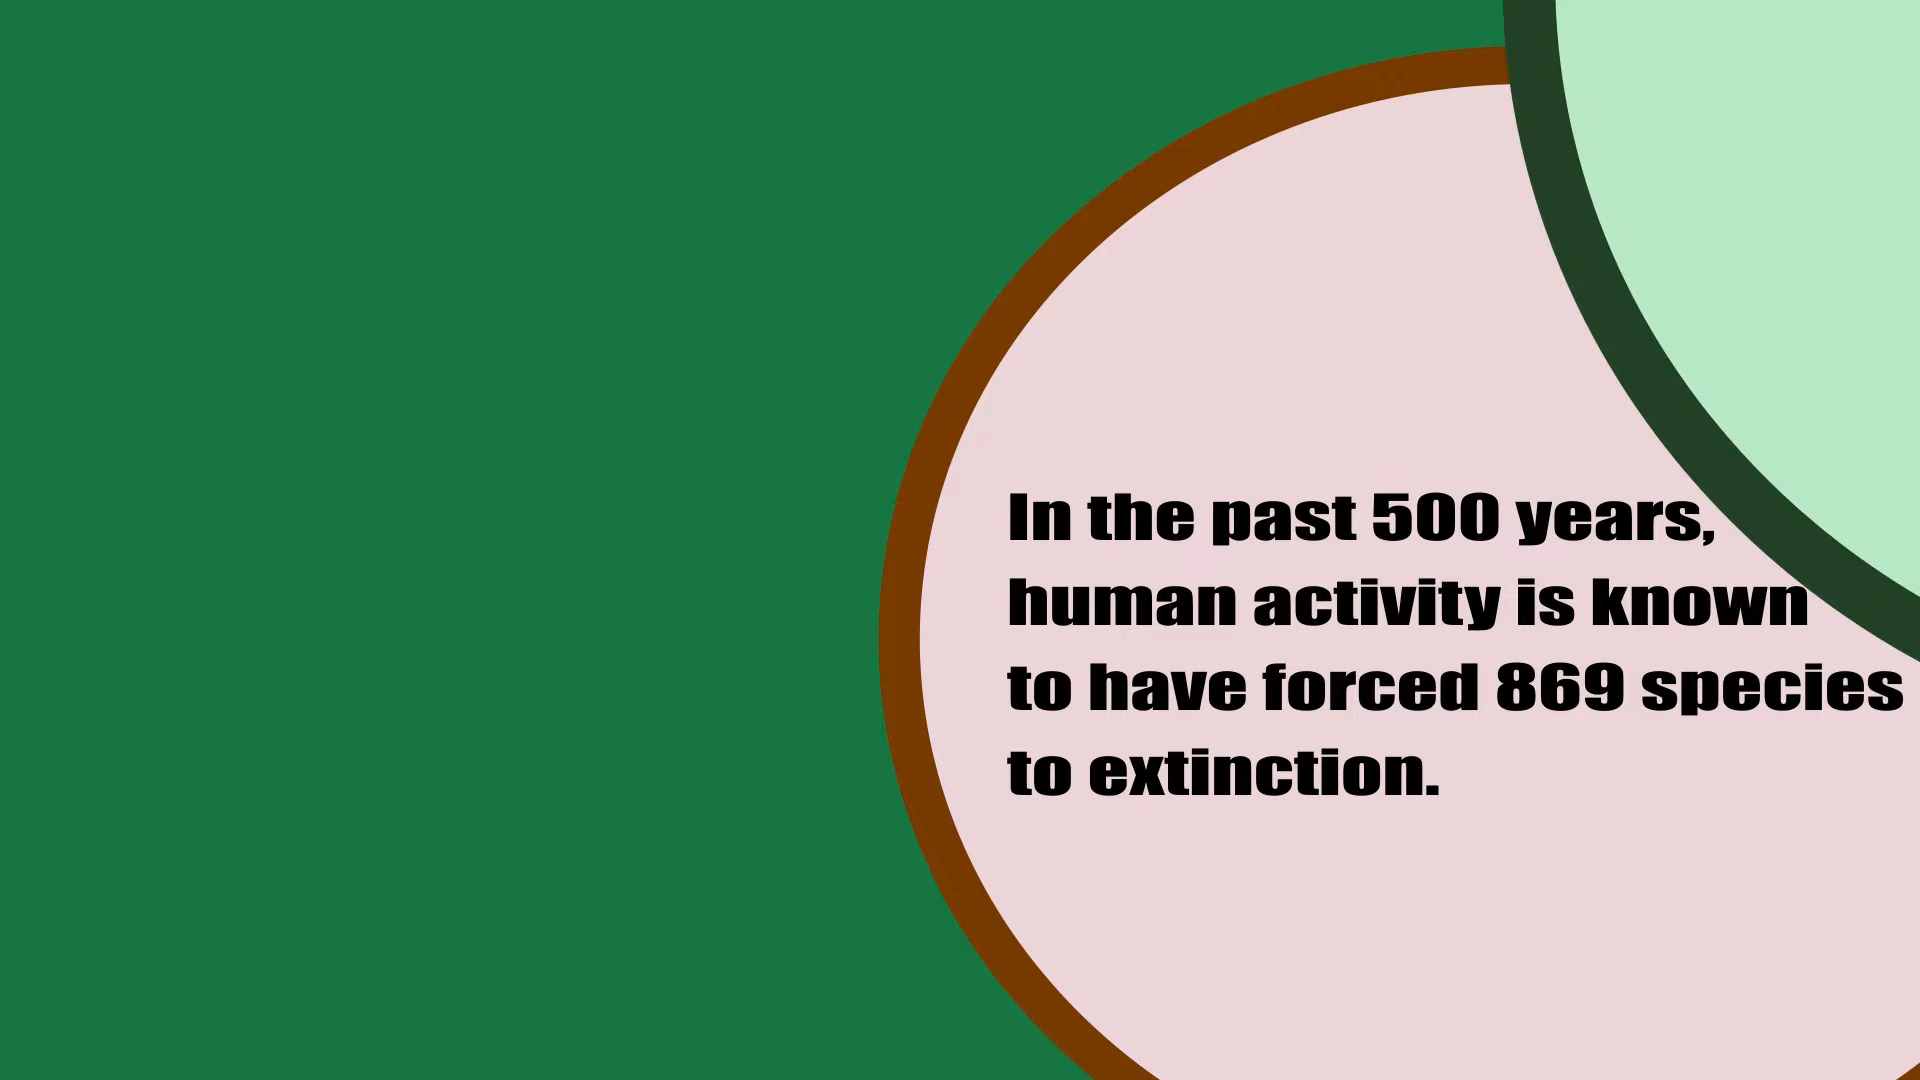 In the past 500 years,
human activity is known
to have forced 869 species
to extinction.